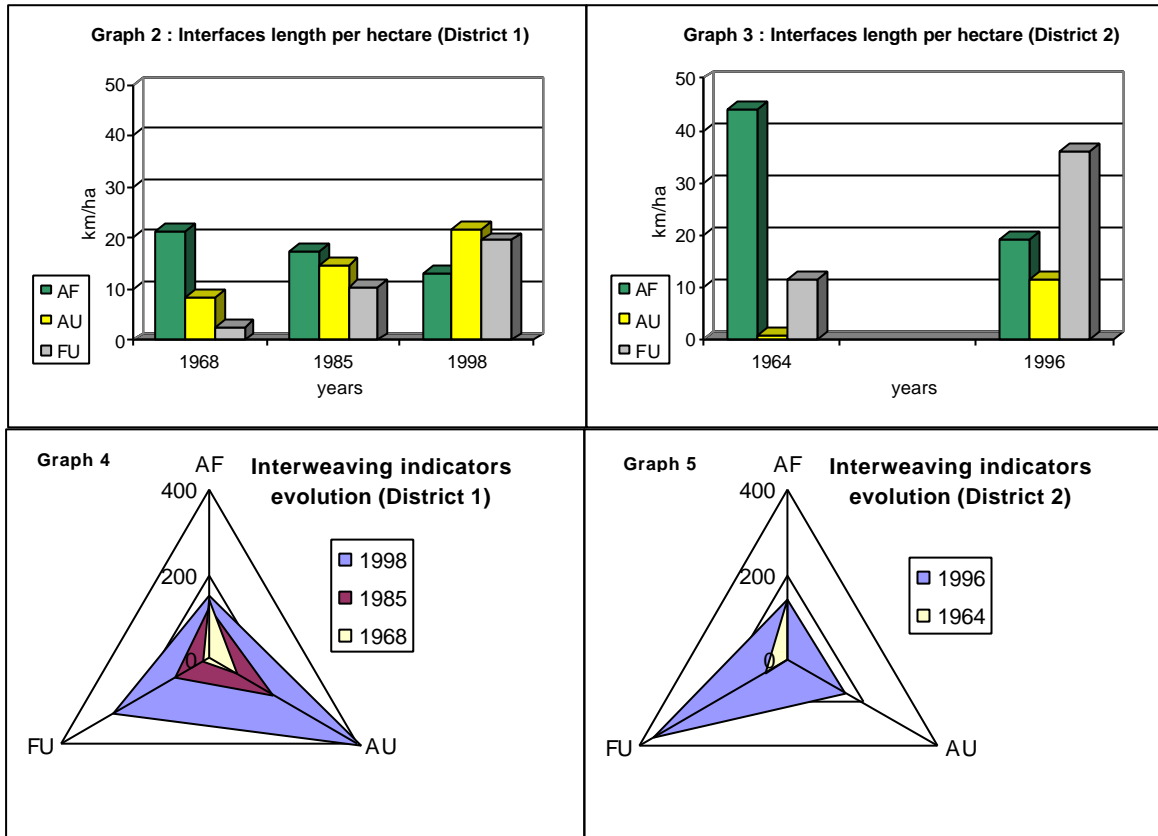 Graph 2 : Interfaces length per hectare (District 1)
50
40
30
20
10
0
km/ha
1968
1985
1998
years
AF
AU
FU
Graph 3 : Interfaces length per hectare (District 2)
50
40
30
20
10
0
km/ha
1964
1996
years
AF
AU
FU
Graph 4
Interweaving indicators
evolution (District 1)
AF
400
200
0
FU
AU
1998
1985
1968
Graph 5
Interweaving indicators
evolution (District 2)
AF
400
200
0
FU
AU
1996
1964